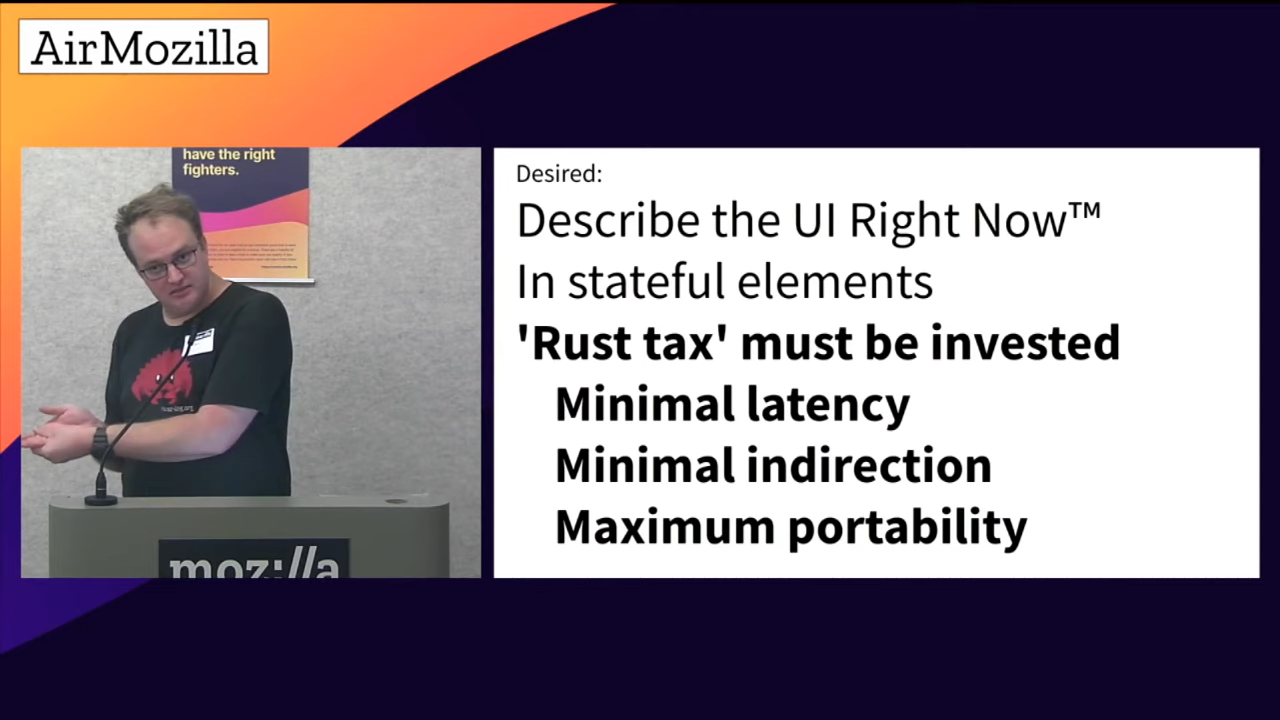 AirMozilla
have the right
fighters.
Desired:
Describe the UI Right Now™
In stateful elements
'Rust tax' must be invested
Minimal latency
Minimal indirection
Maximum portability
moz://a